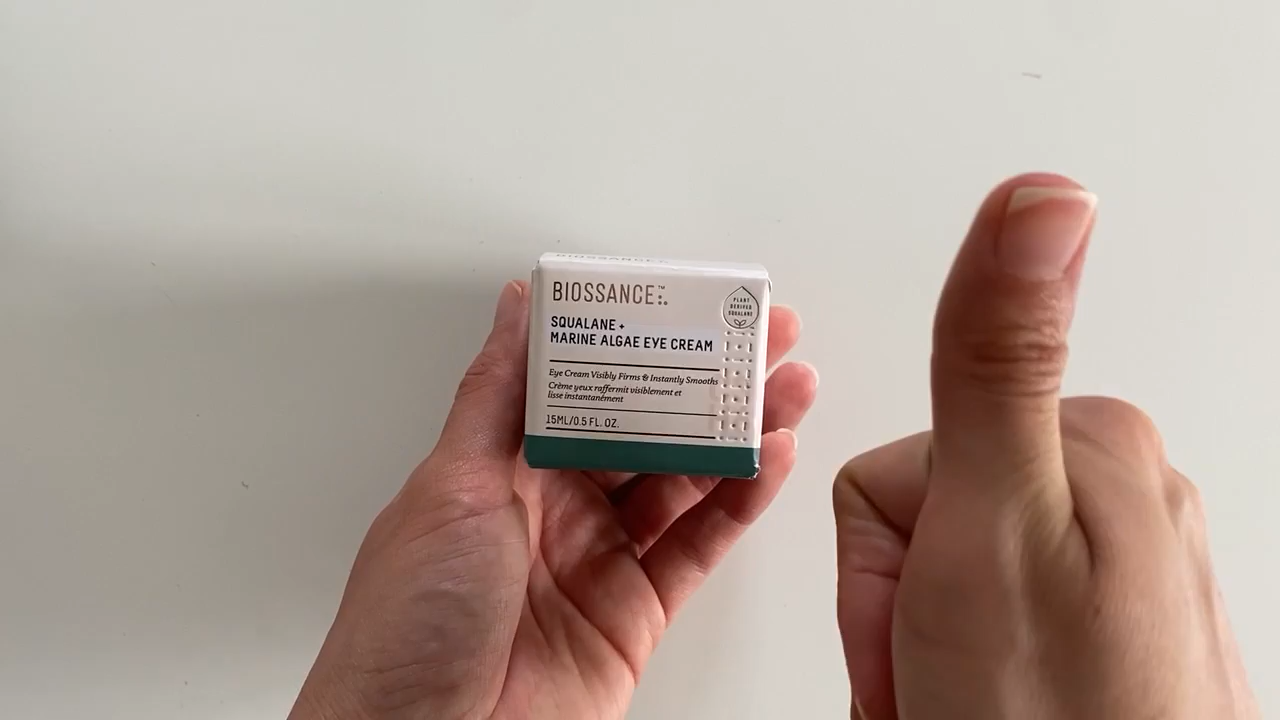 BIOSSANCE
BIOSSANCE™
PLANT
DERIVED
SQUALANE
SQUALANE +
MARINE ALGAE EYE CREAM
Eye Cream Visibly Firms & Instantly Smooths
Crème yeux raffermit visiblement et
lisse instantanément
15ML/0.5 FL. OZ.